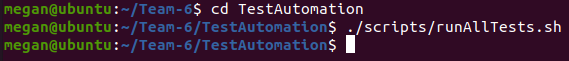 megan@ubuntu:~/Team-6$ cd TestAutomation
megan@ubuntu:~/Team-6/TestAutomation$ ./scripts/runAllTests.sh
megan@ubuntu:~/Team-6/TestAutomation$